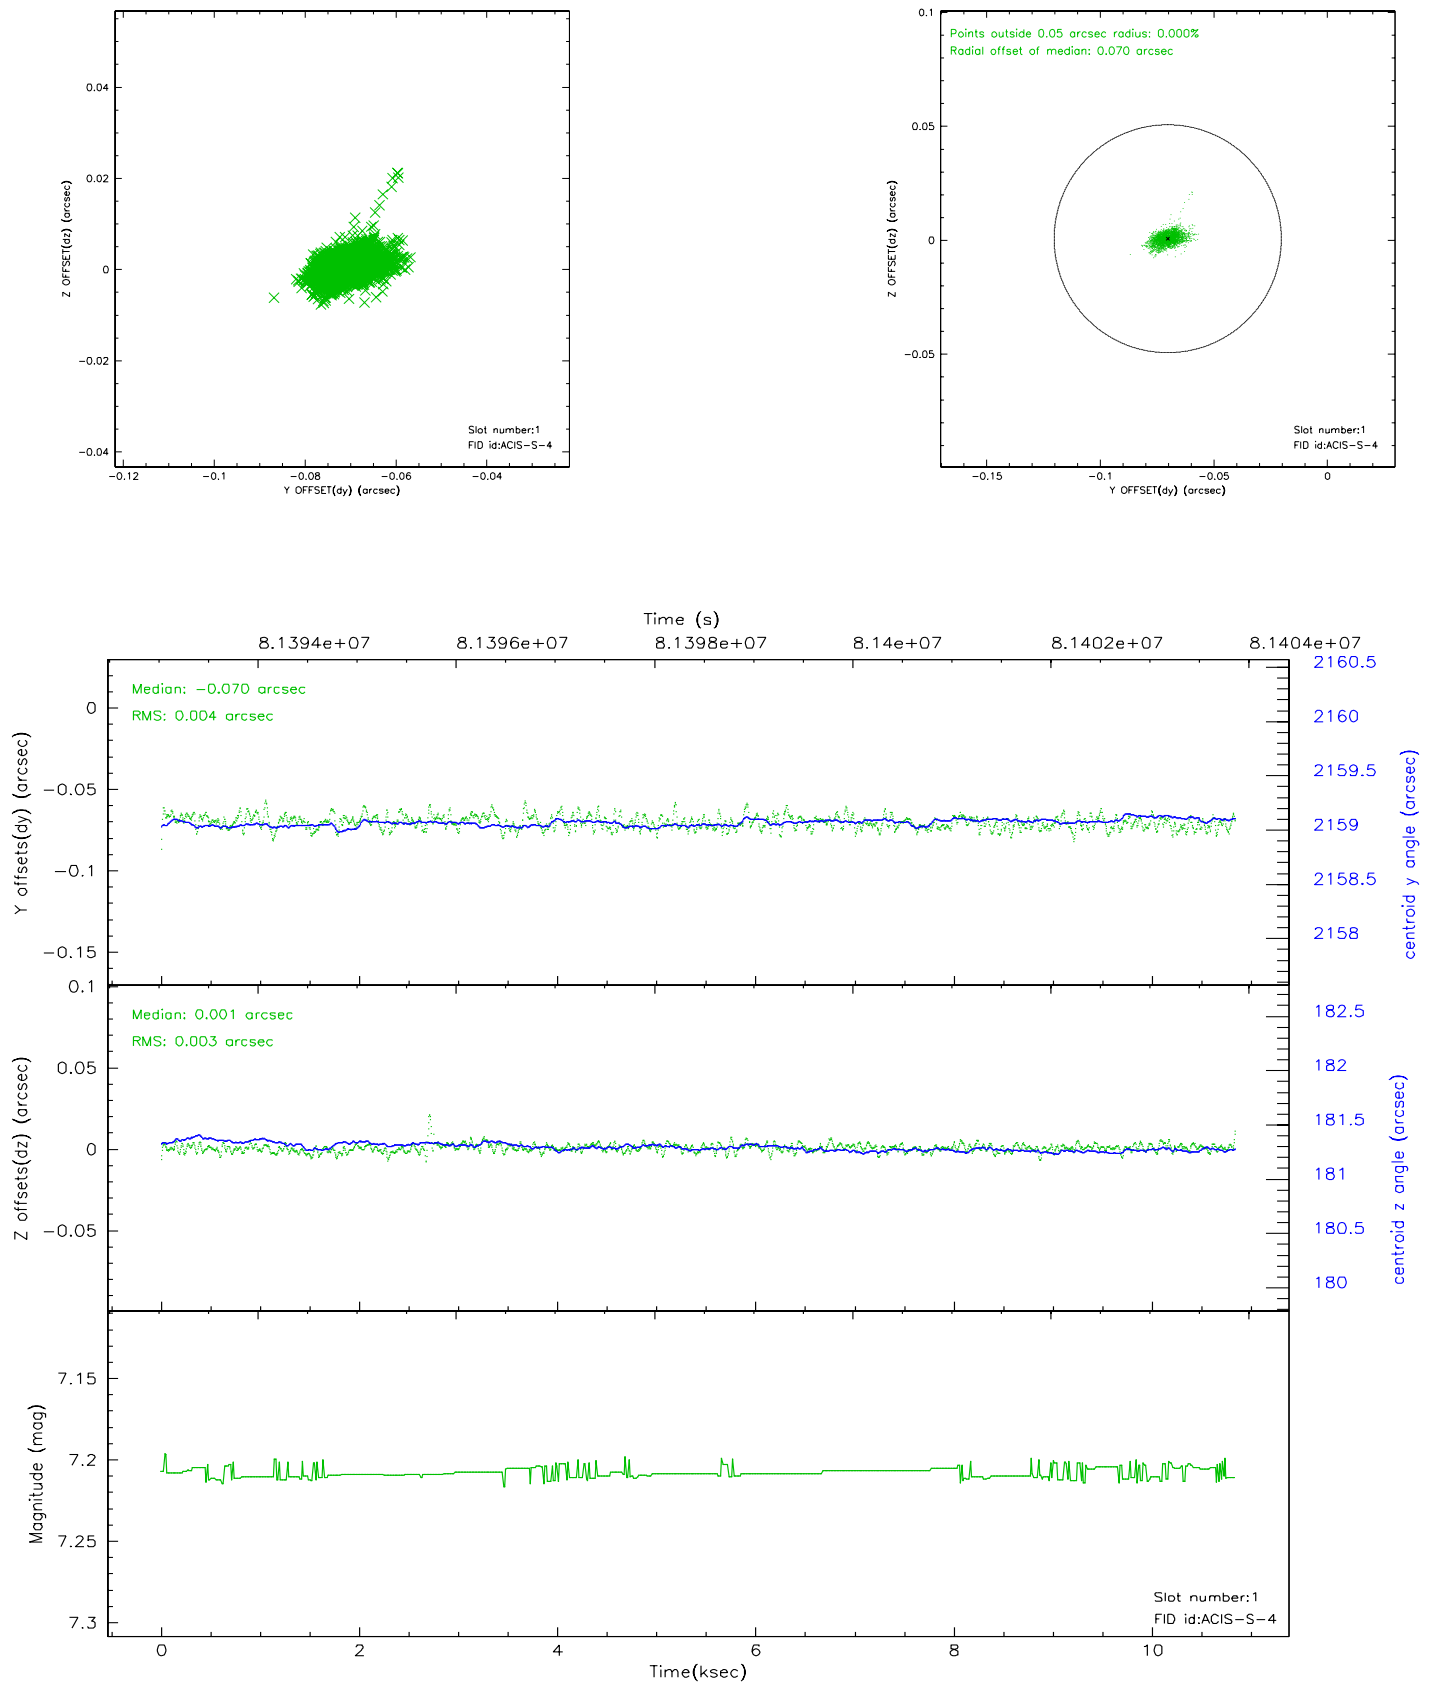 0.04
0.02
0
-0.02
-0.04
Z OFFSET(dz) (arcsec)
Slot number:1
FID id:ACIS-S-4
-0.12 -0.1 -0.08 -0.06 -0.04
Y OFFSET(dy) (arcsec)
0.1
0.05
0
-0.05
Z OFFSET(dz) (arcsec)
Points outside 0.05 arcsec radius: 0.000%
Radial offset of median: 0.070 arcsec
Slot number:1
FID id:ACIS-S-4
-0.15 -0.1 -0.05 0
Y OFFSET(dy) (arcsec)
Time (s)
8.1394e+07 8.1396e+07 8.1398e+07 8.14e+07 8.1402e+07 8.1404e+07
Median: -0.070 arcsec
RMS: 0.004 arcsec
0
-0.05
-0.1
-0.15
Y offsets(dy) (arcsec)
2160.5
2160
2159.5
2159
2158.5
2158
centroid y angle (arcsec)
Median: 0.001 arcsec
RMS: 0.003 arcsec
0.1
0.05
0
-0.05
Z offsets(dz) (arcsec)
182.5
182
181.5
181
180.5
180
centroid z angle (arcsec)
7.15
7.2
7.25
7.3
Magnitude (mag)
Slot number:1
FID id:ACIS-S-4
0 2 4 6 8 10
Time(ksec)